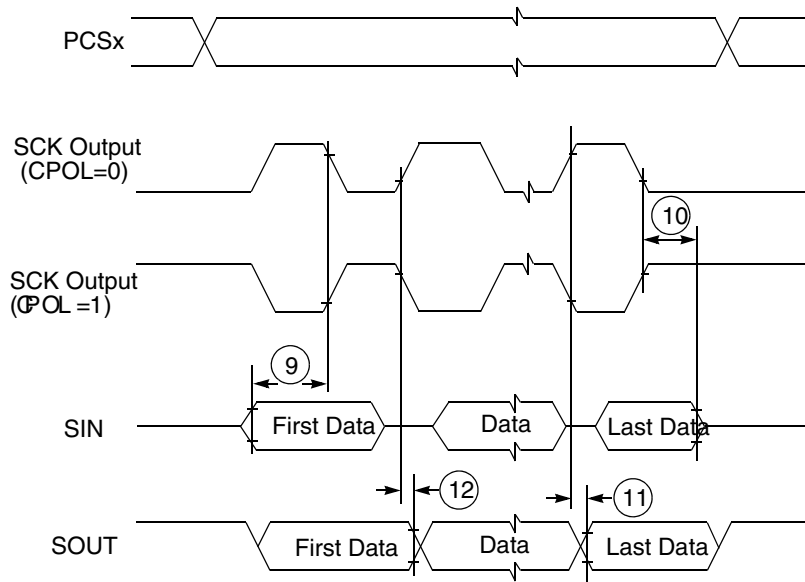 PCSx
SCK Output
(CPOL=0)
10
SCK Output
(CPOL =1)
9
SIN
First Data
Data
Last Data
12
11
SOUT
First Data
Data
Last Data